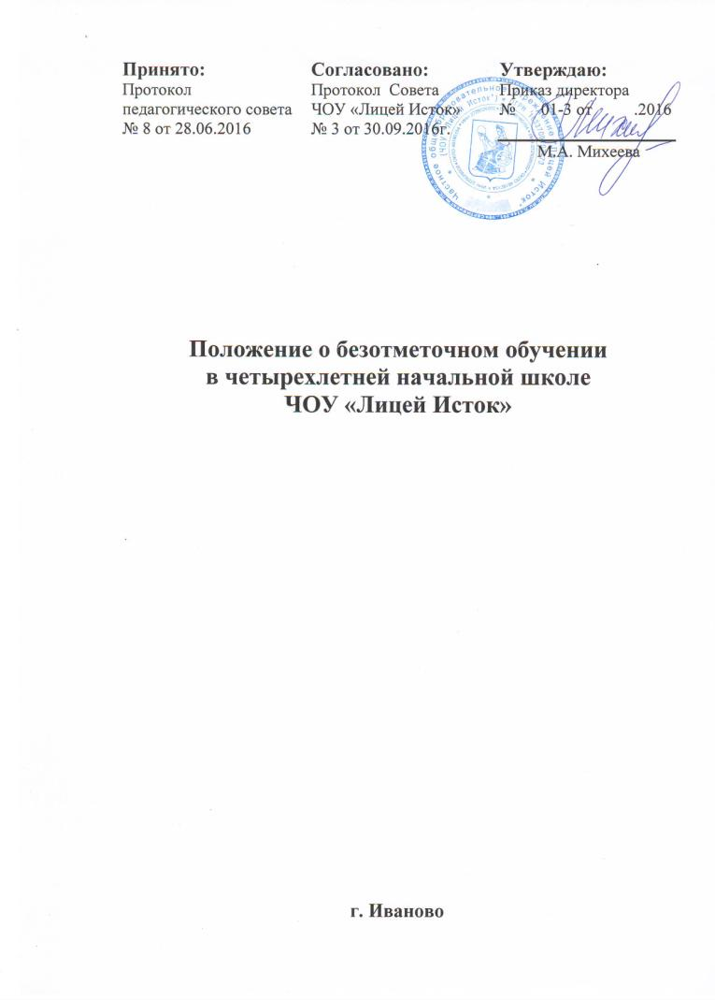 Принято:
Протокол
педагогического совета
№ 8 от 28.06.2016
Согласовано:
Протокол Совета
ЧОУ «Лицей Исток»
№ 3 от 30.09.2016г.
Утверждаю:
Приказ директора
№ 01-3 от .2016
М.А. Михеева
Положение о безотметочном обучении
в четырехлетней начальной школе
ЧОУ «Лицей Исток»
г. Иваново